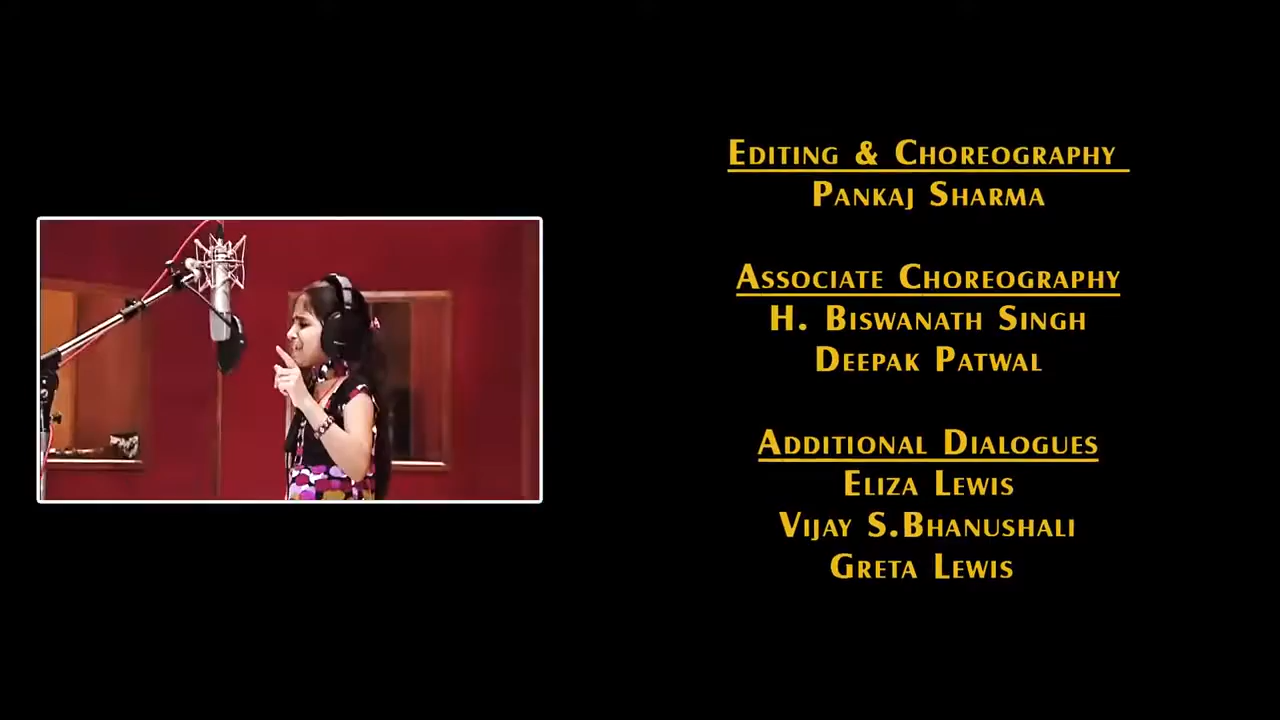 Editing & Choreography
Pankaj Sharma
Associate Choreography
H. Biswanath Singh
Deepak Patwal
Additional Dialogues
Eliza Lewis
Vijay S.Bhanushali
Greta Lewis